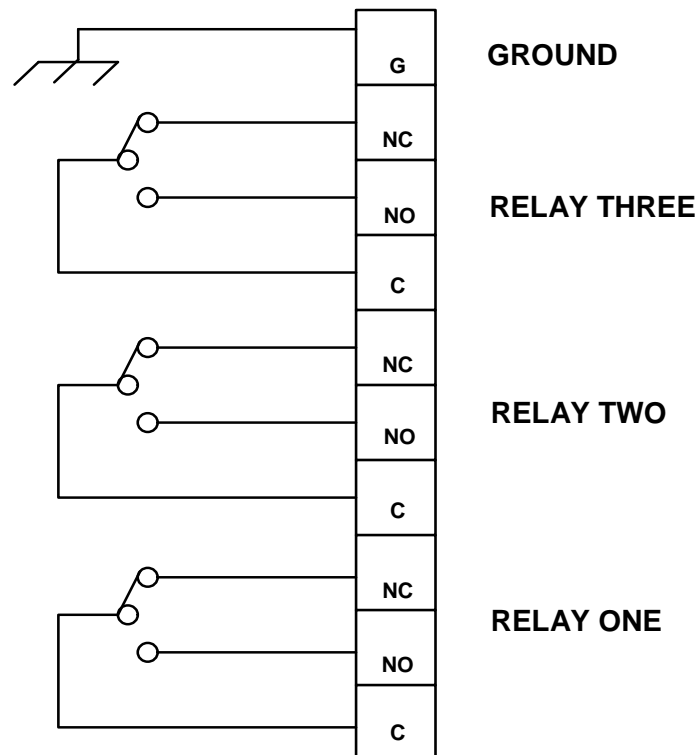 G GROUND
NC
NO RELAY THREE
C
NC
NO RELAY TWO
C
NC
NO RELAY ONE
C